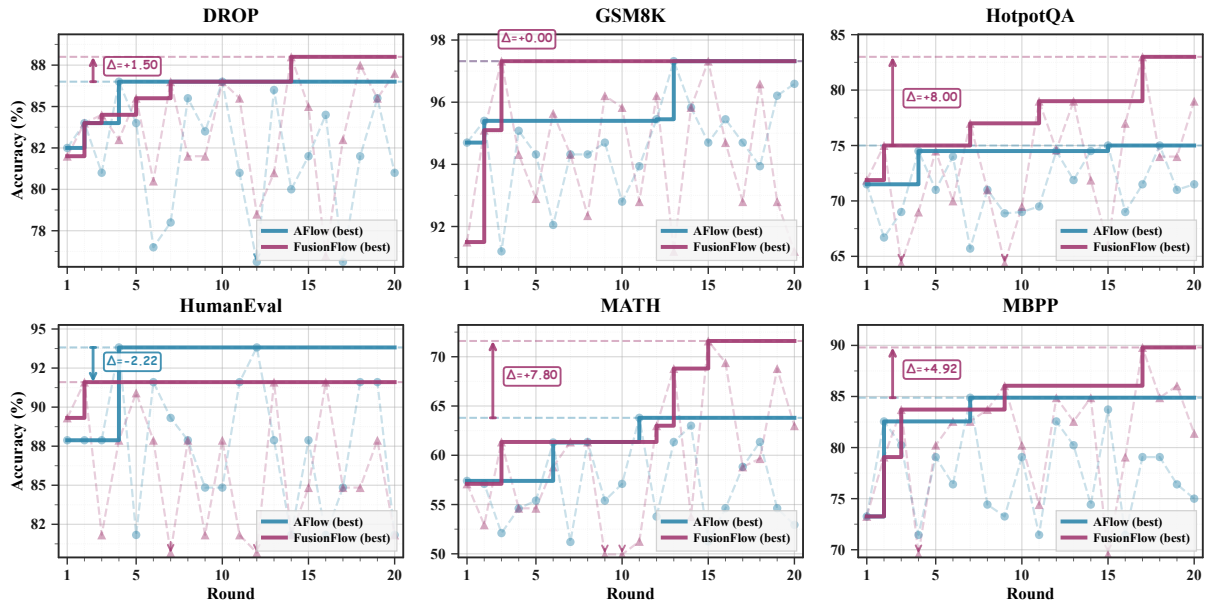 DROP
GSM8K
HotpotQA
Accuracy (%)
88
85
82
80
78
Δ=+1.50
AFlow (best)
FusionFlow (best)
1
5
10
15
20
98
96
94
92
Δ=+0.00
AFlow (best)
FusionFlow (best)
1
5
10
15
20
85
80
75
70
65
Δ=+8.00
AFlow (best)
FusionFlow (best)
1
5
10
15
20
HumanEval
MATH
MBPP
Accuracy (%)
95
92
90
88
85
82
Δ=-2.22
AFlow (best)
FusionFlow (best)
1
5
10
15
20
Round
70
65
60
55
50
Δ=+7.80
AFlow (best)
FusionFlow (best)
1
5
10
15
20
Round
90
85
80
75
70
Δ=+4.92
AFlow (best)
FusionFlow (best)
1
5
10
15
20
Round